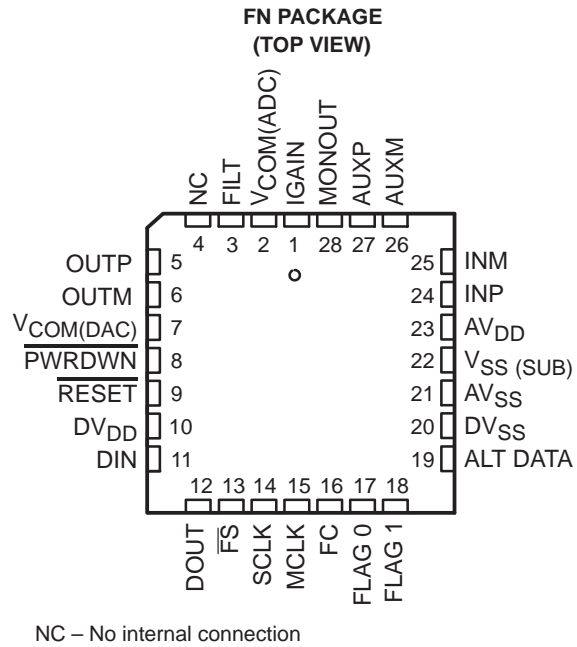 FN PACKAGE
(TOP VIEW)
NC
FILT
VCOM(ADC)
IGAIN
MONOUT
AUXP
AUXM
4 3 2 1 28 27 26
OUTP 5
OUTM 6
VCOM(DAC) 7
PWRDWN 8
RESET 9
DVDD 10
DIN 11
25 INM
24 INP
23 AVDD
22 VSS (SUB)
21 AVSS
20 DVSS
19 ALT DATA
12 13 14 15 16 17 18
DOUT
FS
SCLK
MCLK
FC
FLAG 0
FLAG 1
NC – No internal connection